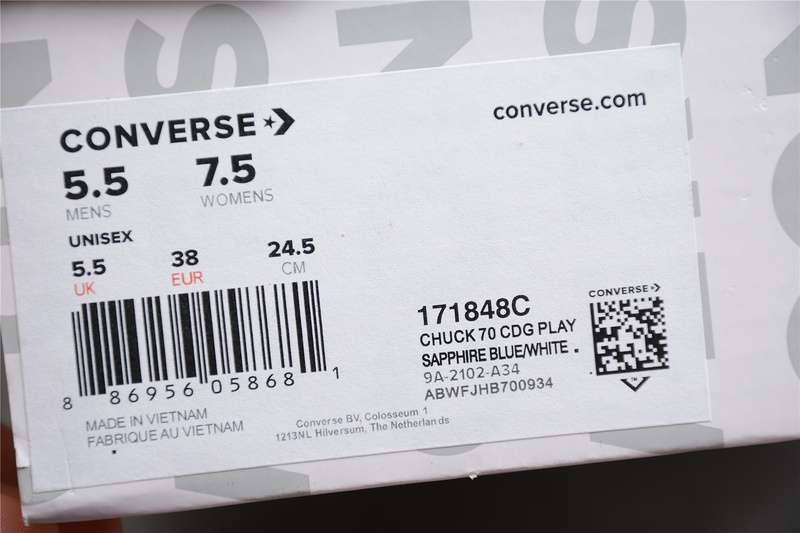 CONVERSE
converse.com
5.5 7.5
MENS WOMENS
UNISEX
5.5 38 24.5
UK EUR CM
8 86956 05868 1
MADE IN VIETNAM
FABRIQUE AU VIETNAM
Converse BV, Colosseum 1
1213NL Hilversum, The Netherlands
171848C
CHUCK 70 CDG PLAY
SAPPHIRE BLUE/WHITE .
9A-2102-A34
ABWFJHB700934
CONVERSE
TM